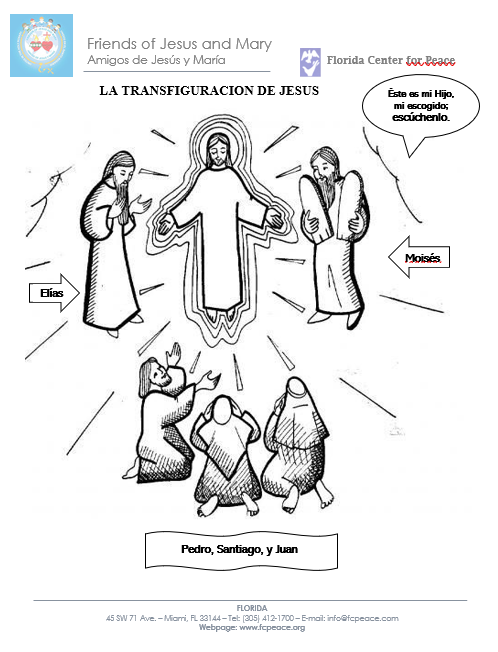 Friends of Jesus and Mary
Amigos de Jesús y María
Florida Center for Peace
LA TRANSFIGURACION DE JESUS
Éste es mi Hijo,
mi escogido;
escúchenlo.
Moisés
Elías
Pedro, Santiago, y Juan
FLORIDA
45 SW 71 Ave. – Miami, FL 33144 – Tel: (305) 412-1700 – E-mail: info@fcpeace.com
Webpage: www.fcpeace.org